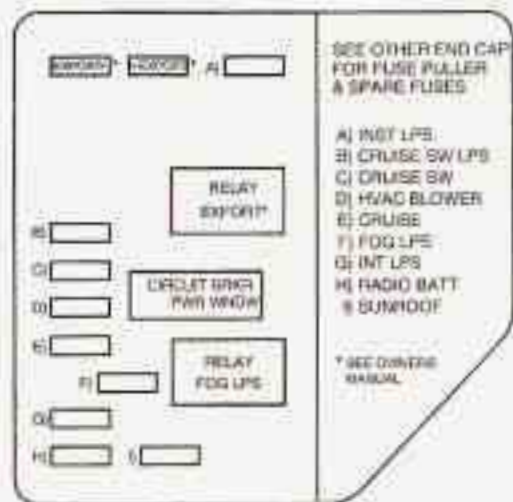 EXPORT* EXPORT* A)
RELAY
EXPORT*
B)
C)
CIRCUIT BRKR
PWR WNDW
D)
E)
RELAY
FOG LPS
F)
G)
H) I)
SEE OTHER END CAP
FOR FUSE PULLER
& SPARE FUSES
A) INST LPS
B) CRUISE SW LPS
C) CRUISE SW
D) HVAC BLOWER
E) CRUISE
F) FOG LPS
G) INT LPS
H) RADIO BATT
I) SUNROOF
* SEE OWNERS
MANUAL